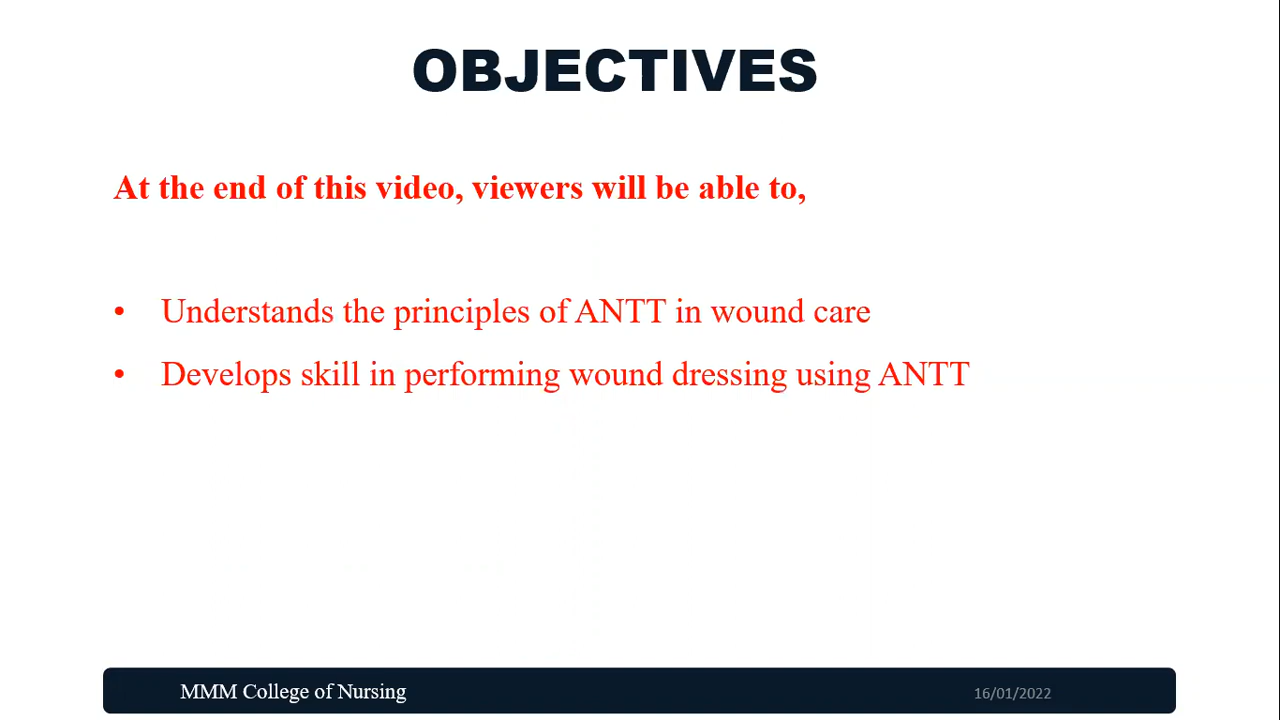 OBJECTIVES
At the end of this video, viewers will be able to,
• Understands the principles of ANTT in wound care
• Develops skill in performing wound dressing using ANTT
MMM College of Nursing
16/01/2022